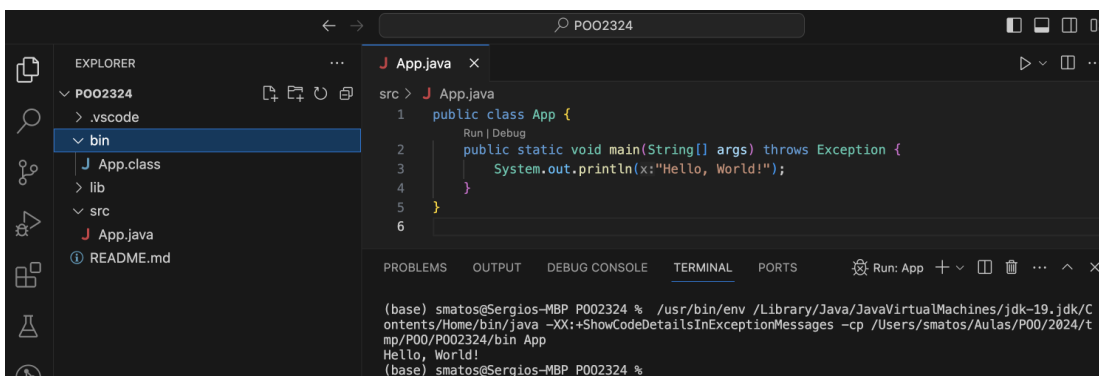 POO2324
EXPLORER
POO2324
.vscode
bin
J App.class
lib
src
J App.java
README.md
J App.java
src > J App.java
1 public class App {
Run | Debug
2 public static void main(String[] args) throws Exception {
3 System.out.println(x:"Hello, World!");
4 }
5 }
6
PROBLEMS OUTPUT DEBUG CONSOLE TERMINAL PORTS Run: App
(base) smatos@Sergios-MBP POO2324 % /usr/bin/env /Library/Java/JavaVirtualMachines/jdk-19.jdk/C
ontents/Home/bin/java -XX:+ShowCodeDetailsInExceptionMessages -cp /Users/smatos/Aulas/POO/2024/t
mp/POO/POO2324/bin App
Hello, World!
(base) smatos@Sergios-MBP POO2324 %